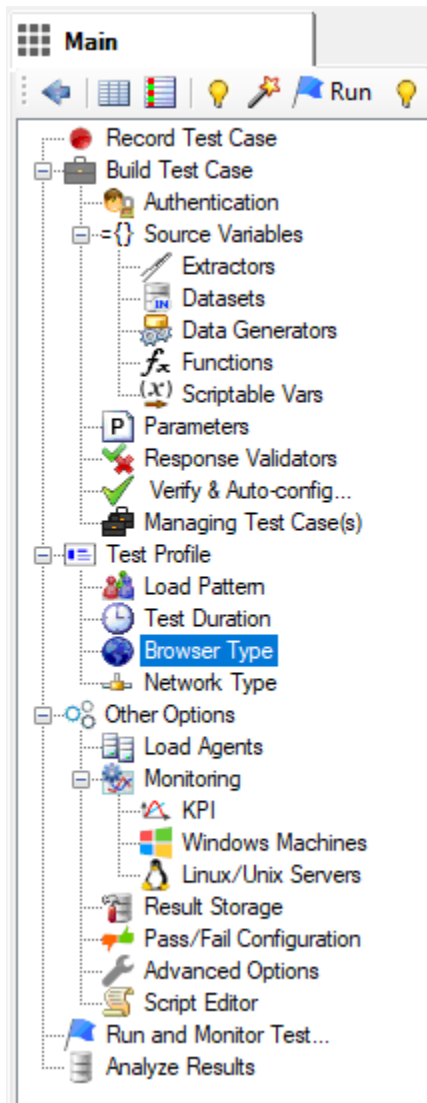 Main
Run
Record Test Case
Build Test Case
Authentication
={} Source Variables
Extractors
IN Datasets
Data Generators
fx Functions
(x) Scriptable Vars
P Parameters
Response Validators
Verify & Auto-config...
Managing Test Case(s)
Test Profile
Load Pattern
Test Duration
Browser Type
Network Type
Other Options
Load Agents
Monitoring
KPI
Windows Machines
Linux/Unix Servers
Result Storage
Pass/Fail Configuration
Advanced Options
Script Editor
Run and Monitor Test...
Analyze Results